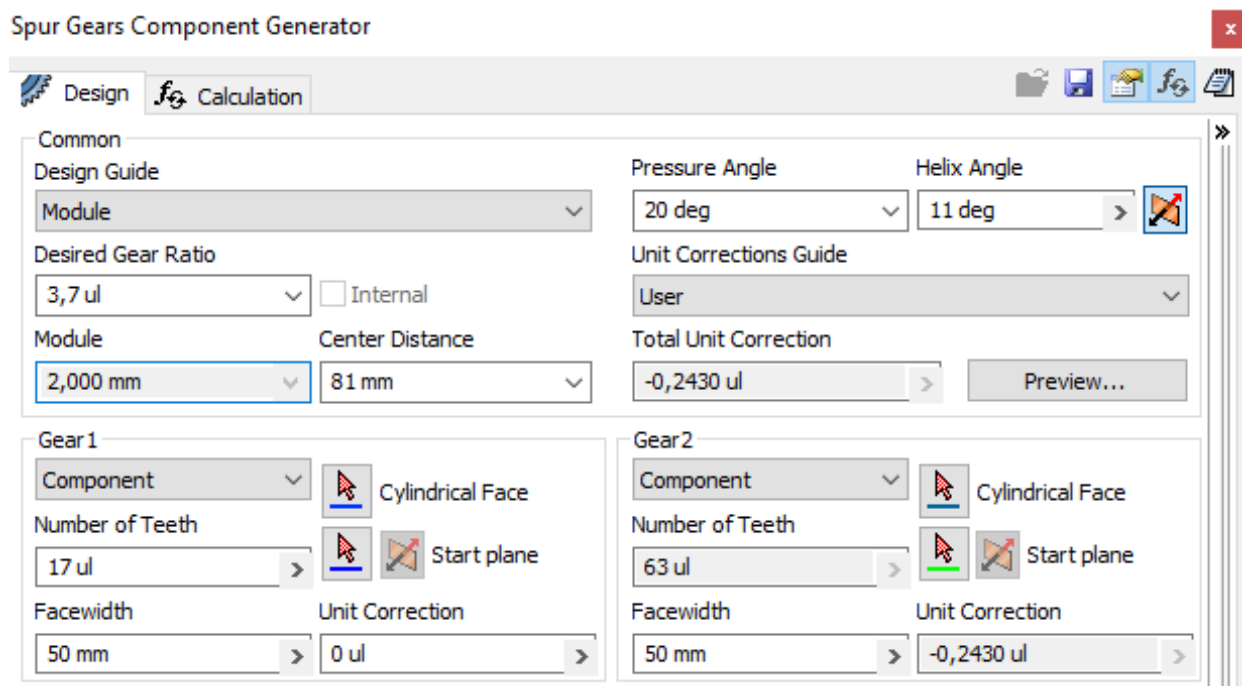 Spur Gears Component Generator
x
Design
f Calculation
f
»
Common
Design Guide
Pressure Angle
Helix Angle
Module
20 deg
11 deg
>
Desired Gear Ratio
Unit Corrections Guide
3,7 ul
Internal
User
Module
Center Distance
Total Unit Correction
2,000 mm
81 mm
-0,2430 ul
>
Preview...
Gear1
Gear2
Component
Cylindrical Face
Component
Cylindrical Face
Number of Teeth
Start plane
Number of Teeth
Start plane
17 ul
>
63 ul
>
Facewidth
Unit Correction
Facewidth
Unit Correction
50 mm
>
0 ul
>
50 mm
>
-0,2430 ul
>